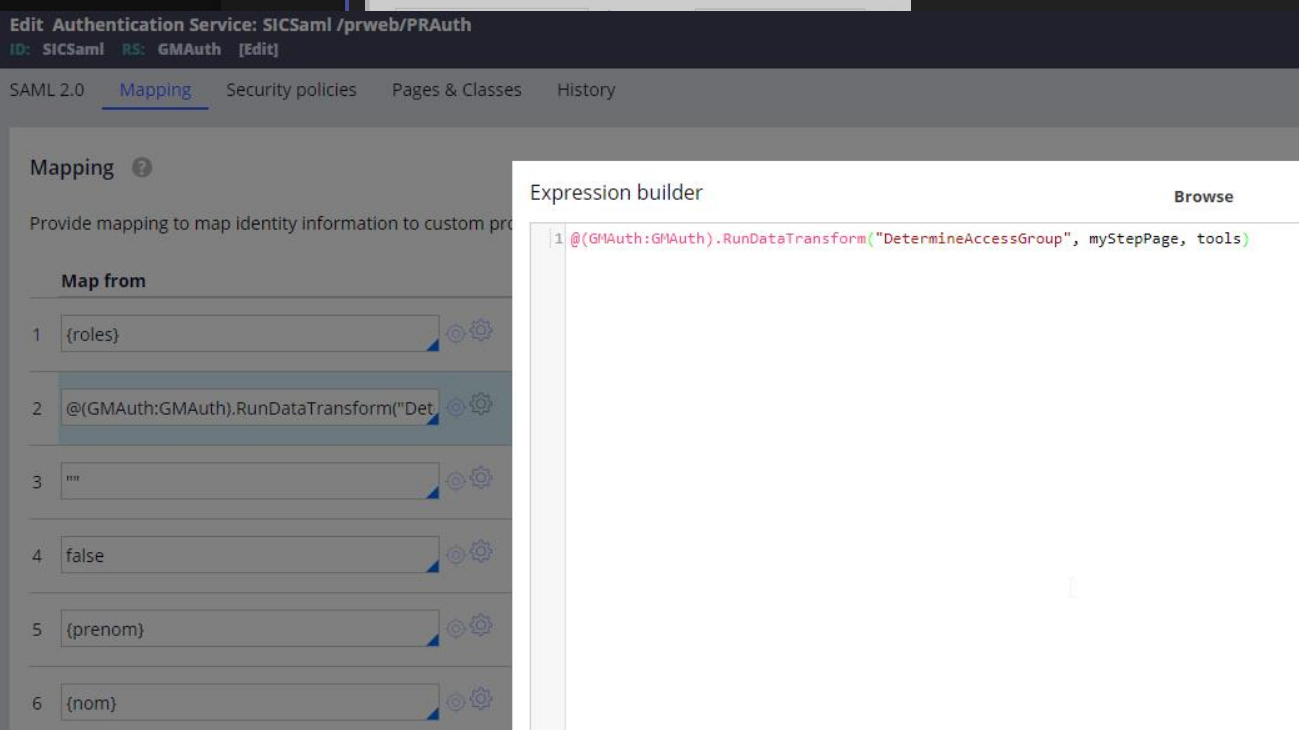 Edit Authentication Service: SICSaml /prweb/PRAuth
ID: SICSaml RS: GMAuth [Edit]
SAML 2.0 Mapping Security policies Pages & Classes History
Mapping ?
Provide mapping to map identity information to custom pro
Expression builder
Browse
1 @(GMAuth:GMAuth).RunDataTransform("DetermineAccessGroup", myStepPage, tools)
Map from
1 {roles}
2 @(GMAuth:GMAuth).RunDataTransform("Det
3 ""
4 false
5 {prenom}
6 {nom}